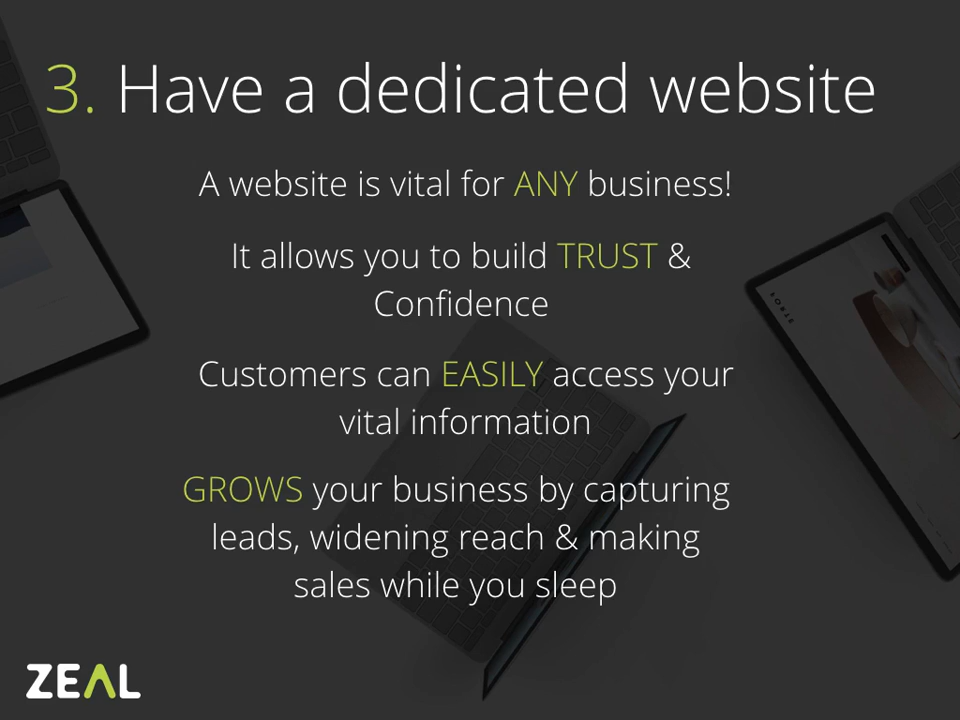 3. Have a dedicated website
A website is vital for ANY business!
It allows you to build TRUST &
Confidence
Customers can EASILY access your
vital information
GROWS your business by capturing
leads, widening reach & making
sales while you sleep
ZEAL